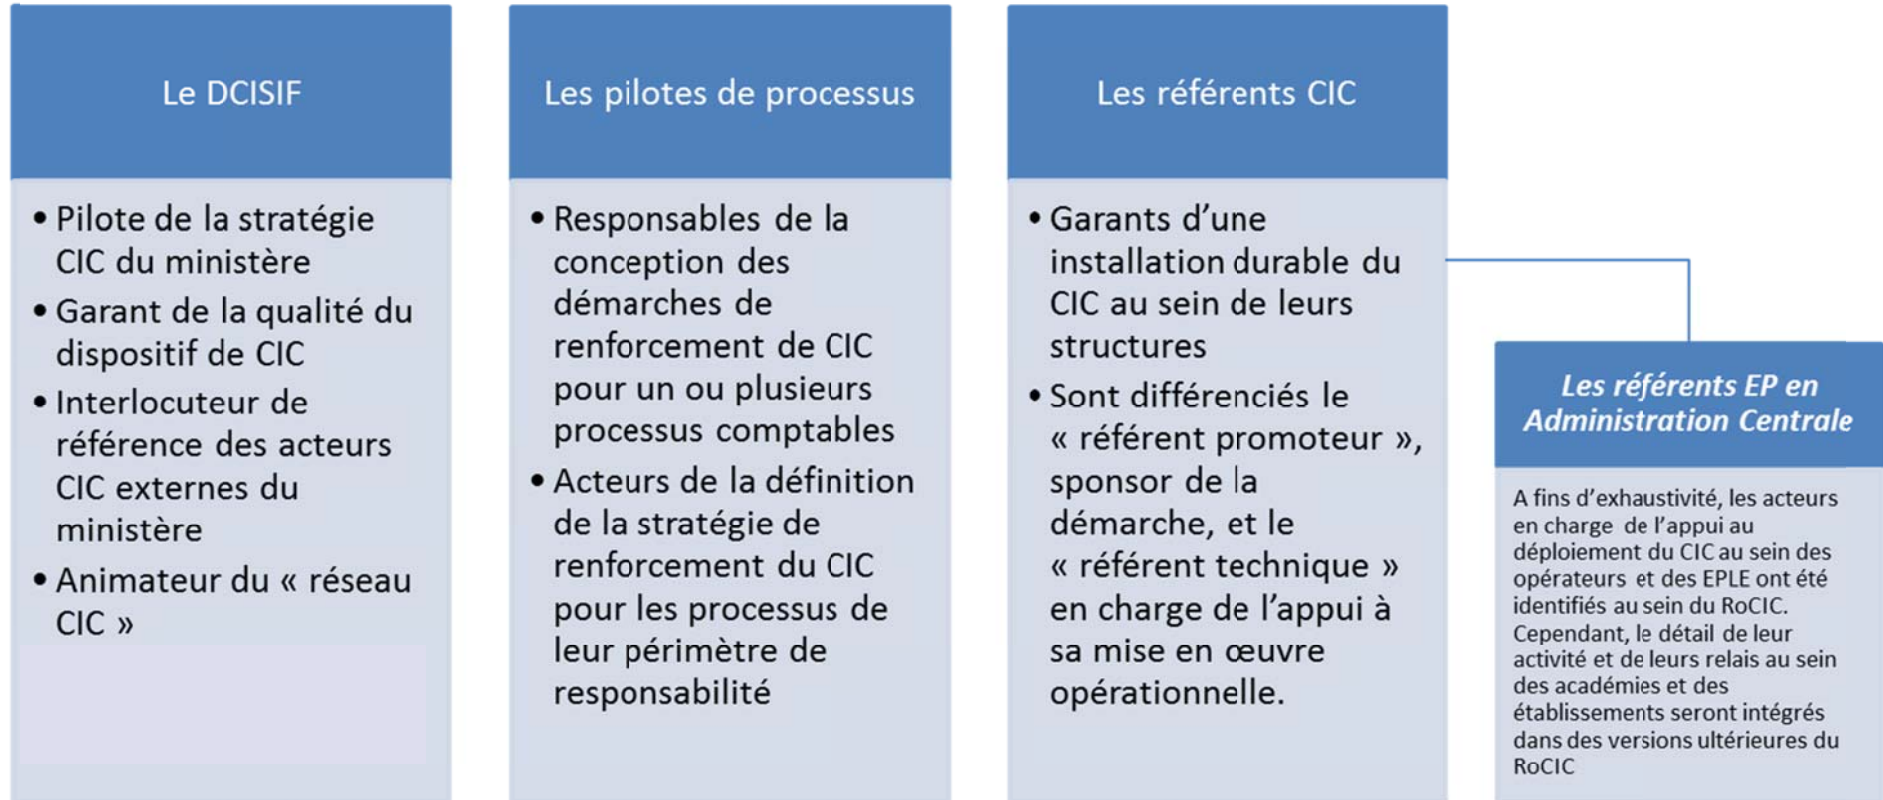 Le DCISIF
• Pilote de la stratégie
CIC du ministère
• Garant de la qualité du
dispositif de CIC
• Interlocuteur de
référence des acteurs
CIC externes du
ministère
• Animateur du « réseau
CIC »
Les pilotes de processus
• Responsables de la
conception des
démarches de
renforcement de CIC
pour un ou plusieurs
processus comptables
• Acteurs de la définition
de la stratégie de
renforcement du CIC
pour les processus de
leur périmètre de
responsabilité
Les référents CIC
• Garants d’une
installation durable du
CIC au sein de leurs
structures
• Sont différenciés le
« référent promoteur »,
sponsor de la
démarche, et le
« référent technique »
en charge de l’appui à
sa mise en œuvre
opérationnelle.
Les référents EP en
Administration Centrale
A fins d’exhaustivité, les acteurs
en charge de l’appui au
déploiement du CIC au sein des
opérateurs et des EPLE ont été
identifiés au sein du RoCIC.
Cependant, le détail de leur
activité et de leurs relais au sein
des académies et des
établissements seront intégrés
dans des versions ultérieures du
RoCIC